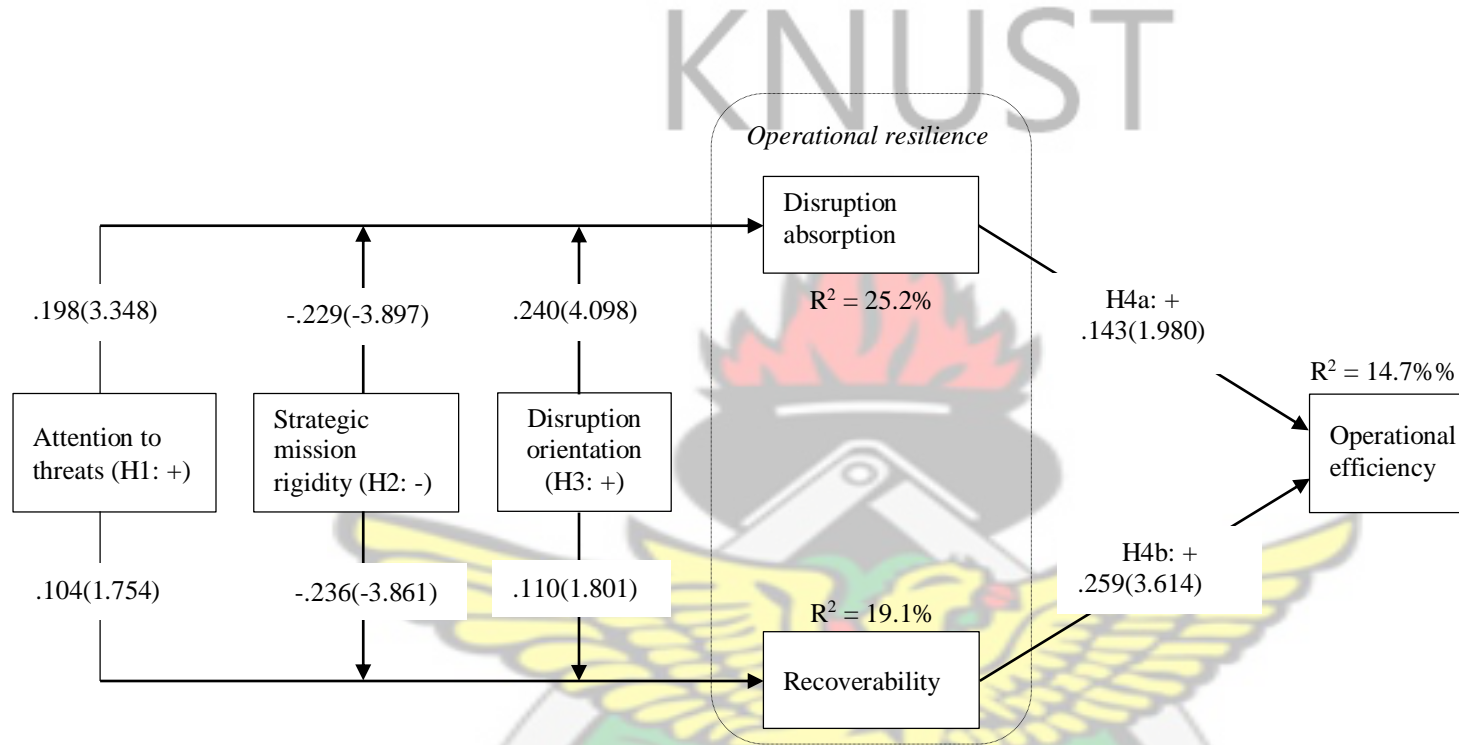 KNUST
Operational resilience
Disruption
absorption
R² = 25.2%
.198(3.348)
-.229(-3.897)
.240(4.098)
H4a: +
.143(1.980)
R² = 14.7%%
Attention to
threats (H1: +)
Strategic
mission
rigidity (H2: -)
Disruption
orientation
(H3: +)
Operational
efficiency
.104(1.754)
-.236(-3.861)
.110(1.801)
H4b: +
.259(3.614)
R² = 19.1%
Recoverability